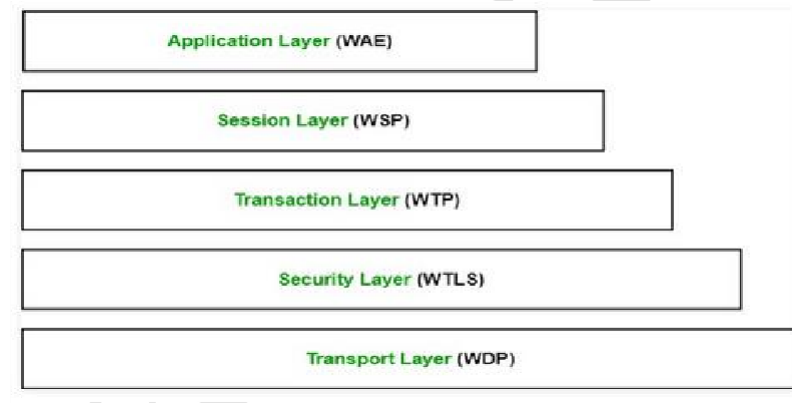 Application Layer (WAE)
Session Layer (WSP)
Transaction Layer (WTP)
Security Layer (WTLS)
Transport Layer (WDP)